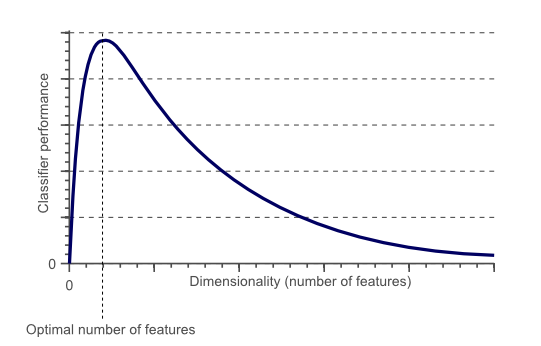 Classifier performance
0
0
Dimensionality (number of features)
Optimal number of features